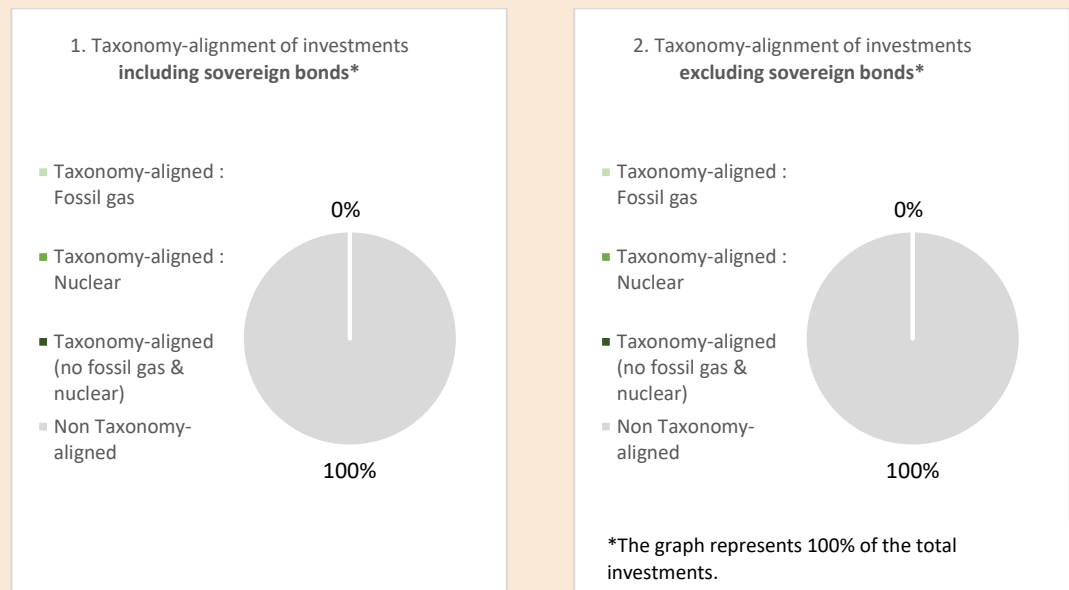 1. Taxonomy-alignment of investments
including sovereign bonds*
Taxonomy-aligned :
Fossil gas
Taxonomy-aligned :
Nuclear
Taxonomy-aligned
(no fossil gas &
nuclear)
Non Taxonomy-
aligned
0%
100%
2. Taxonomy-alignment of investments
excluding sovereign bonds*
Taxonomy-aligned :
Fossil gas
Taxonomy-aligned :
Nuclear
Taxonomy-aligned
(no fossil gas &
nuclear)
Non Taxonomy-
aligned
0%
100%
*The graph represents 100% of the total
investments.